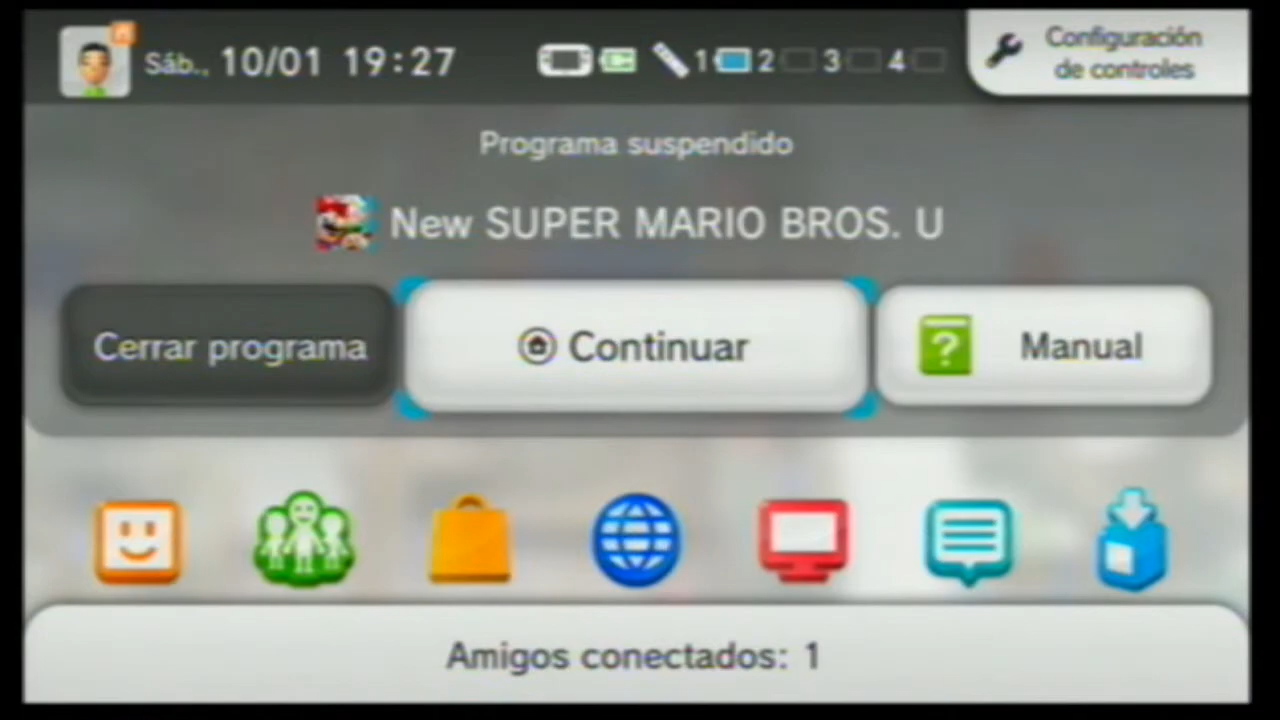 Sáb., 10/01 19:27
1 2 3 4
Configuración
de controles
Programa suspendido
New SUPER MARIO BROS. U
Cerrar programa
Continuar
? Manual
Amigos conectados: 1